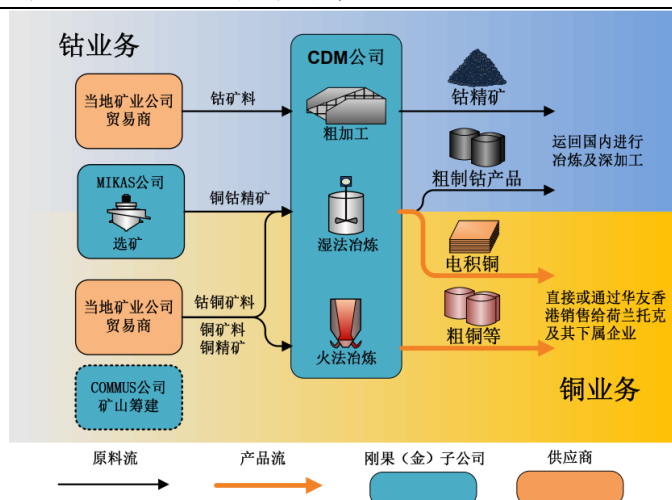 钴业务
CDM公司
当地矿业公司
贸易商
钴矿料
粗加工
钴精矿
运回国内进行
冶炼及深加工
粗制钴产品
MIKAS公司
选矿
铜钴精矿
湿法冶炼
电积铜
当地矿业公司
贸易商
钴铜矿料
铜矿料
铜精矿
火法冶炼
粗铜等
直接或通过华友香
港销售给荷兰托克
及其下属企业
COMMUS公司
矿山筹建
铜业务
原料流
产品流
刚果（金）子公司
供应商